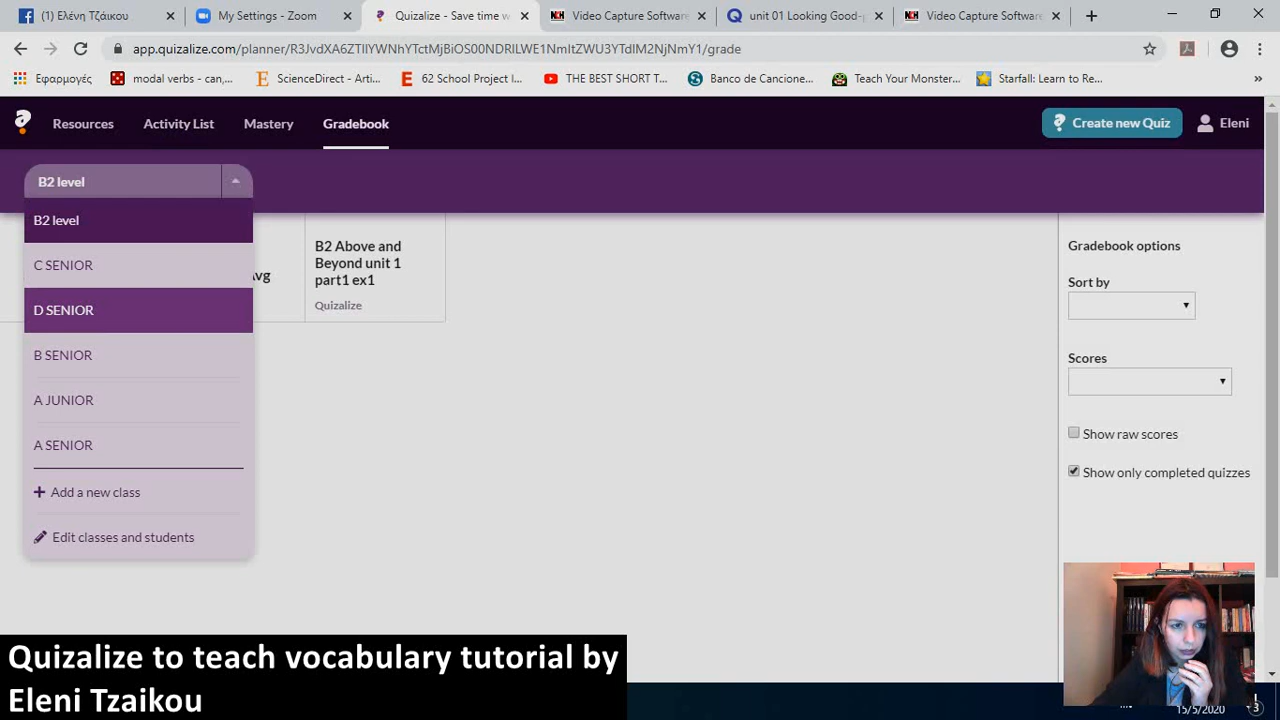 (1) Ελένη Τζάικου
My Settings - Zoom
Quizalize - Save time w
Video Capture Software
unit 01 Looking Good-
Video Capture Software
app.quizalize.com/planner/
/grade
Εφαρμογές
modal verbs - can,...
ScienceDirect - Arti...
62 School Project I...
THE BEST SHORT T...
Banco de Cancione...
Teach Your Monster...
Starfall: Learn to Re...
Resources
Activity List
Mastery
Gradebook
Create new Quiz
Eleni
B2 level
B2 level
C SENIOR
D SENIOR
B SENIOR
A JUNIOR
A SENIOR
Add a new class
Edit classes and students
B2 Above and
Beyond unit 1
part1 ex1
Quizalize
Gradebook options
Sort by
Scores
Show raw scores
Show only completed quizzes
Quizalize to teach vocabulary tutorial by
Eleni Tzaikou
15/5/2020
3